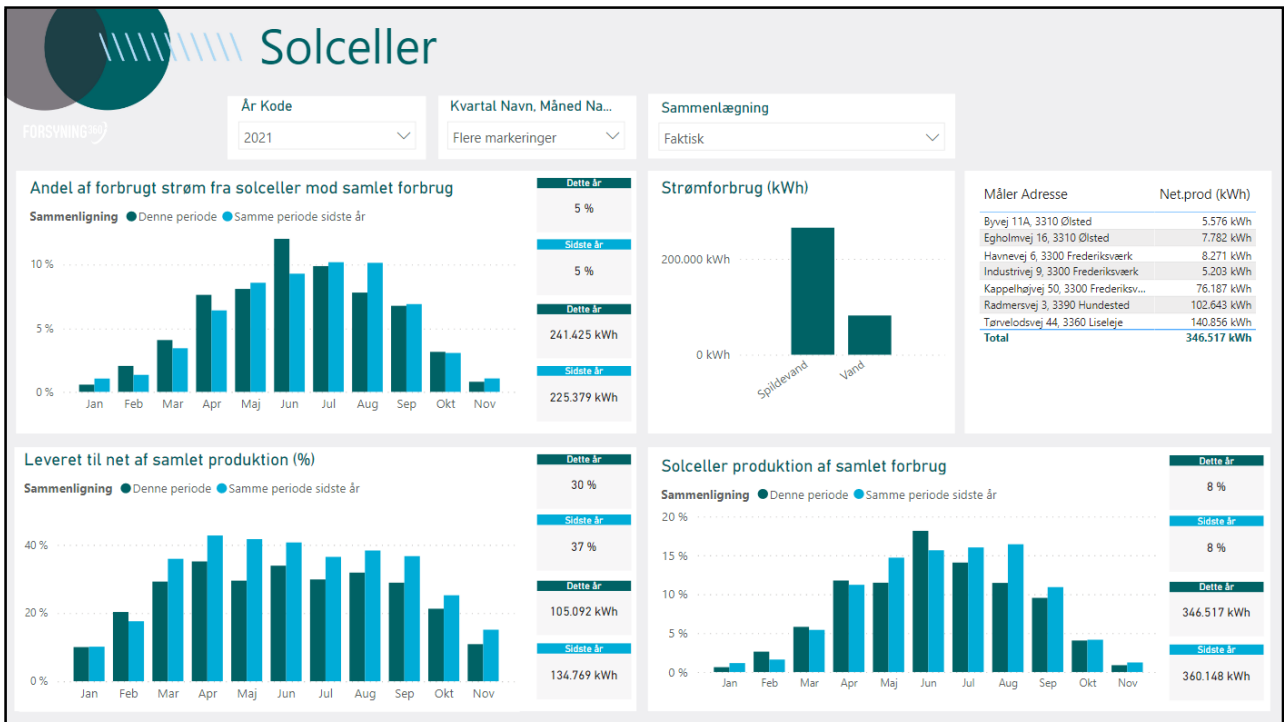 Solceller
FORSYNING360
År Kode
2021
Kvartal Navn, Måned Na...
Flere markeringer
Sammenlægning
Faktisk
Andel af forbrugt strøm fra solceller mod samlet forbrug
Sammenligning Denne periode Samme periode sidste år
10 %
5 %
0 %
Jan Feb Mar Apr Maj Jun Jul Aug Sep Okt Nov
Dette år
5 %
Sidste år
5 %
Dette år
241.425 kWh
Sidste år
225.379 kWh
Strømforbrug (kWh)
200.000 kWh
0 kWh
Spildevand Vand
Måler Adresse Net.prod (kWh)
Byvej 11A, 3310 Ølsted 5.576 kWh
Egholmvej 16, 3310 Ølsted 7.782 kWh
Havnevej 6, 3300 Frederiksværk 8.271 kWh
Industrivej 9, 3300 Frederiksværk 5.203 kWh
Kappelhøjvej 50, 3300 Frederiksv... 76.187 kWh
Radmersvej 3, 3390 Hundested 102.643 kWh
Tørvelodsvej 44, 3360 Liseleje 140.856 kWh
Total 346.517 kWh
Leveret til net af samlet produktion (%)
Sammenligning Denne periode Samme periode sidste år
40 %
20 %
0 %
Jan Feb Mar Apr Maj Jun Jul Aug Sep Okt Nov
Dette år
30 %
Sidste år
37 %
Dette år
105.092 kWh
Sidste år
134.769 kWh
Solceller produktion af samlet forbrug
Sammenligning Denne periode Samme periode sidste år
20 %
15 %
10 %
5 %
0 %
Jan Feb Mar Apr Maj Jun Jul Aug Sep Okt Nov
Dette år
8 %
Sidste år
8 %
Dette år
346.517 kWh
Sidste år
360.148 kWh